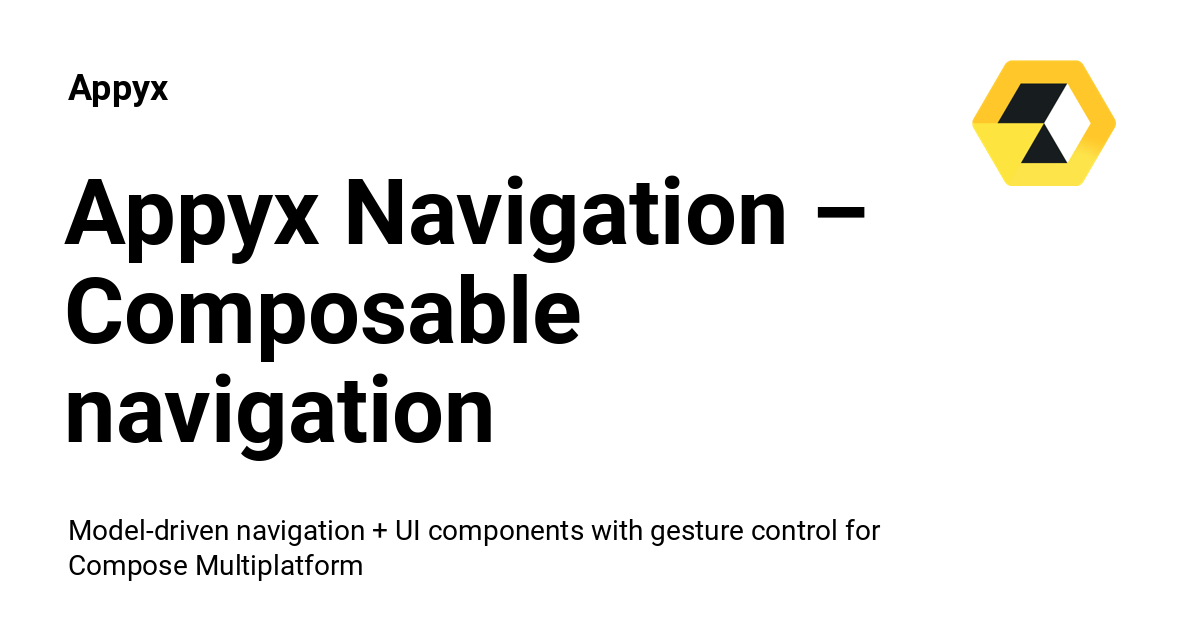 Appyx
Appyx Navigation –
Composable
navigation
Model-driven navigation + UI components with gesture control for
Compose Multiplatform